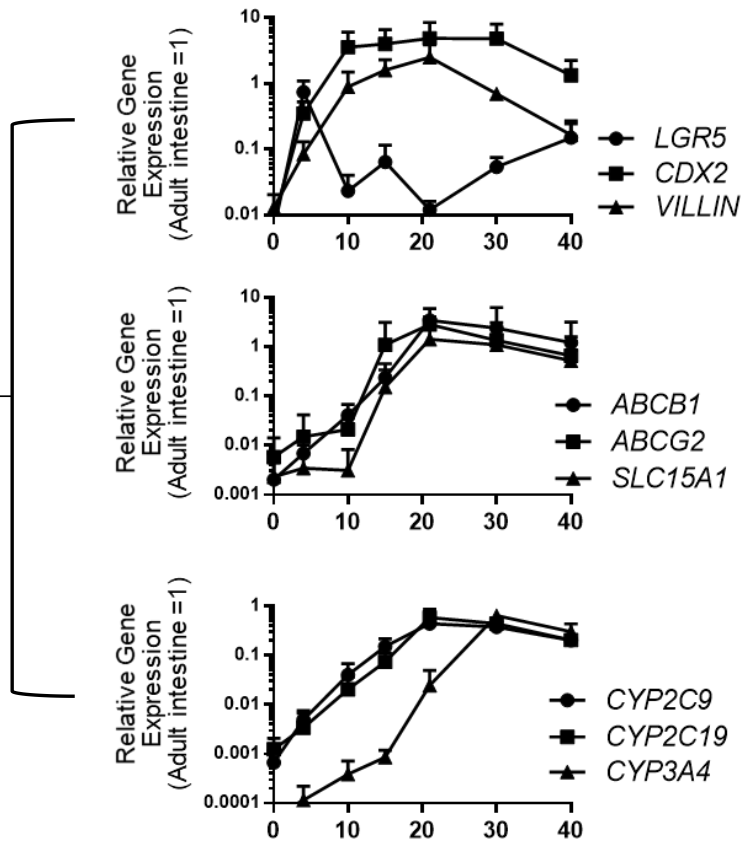 Relative Gene
Expression
(Adult intestine =1)
10
1
0.1
0.01
0
10
20
30
40
LGR5
CDX2
VILLIN
Relative Gene
Expression
(Adult intestine =1)
10
1
0.1
0.01
0.001
0
10
20
30
40
ABCB1
ABCG2
SLC15A1
Relative Gene
Expression
(Adult intestine =1)
1
0.1
0.01
0.001
0.0001
0
10
20
30
40
CYP2C9
CYP2C19
CYP3A4